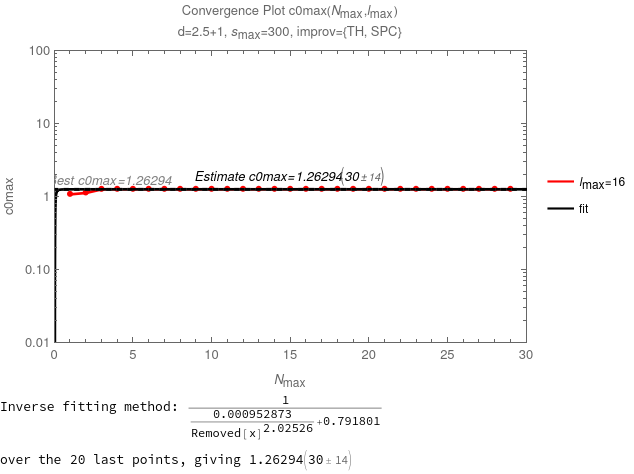 Convergence Plot c0max(Nmax,lmax)
d=2.5+1, smax=300, improv={TH, SPC}
100
10
1
0.10
0.01
c0max
est c0max=1.26294
Estimate c0max=1.26294(30±14)
lmax=16
fit
0 5 10 15 20 25 30
Nmax
Inverse fitting method: 1
0.000952873
Removed[x]^2.02526 +0.791801
over the 20 last points, giving 1.26294(30±14)